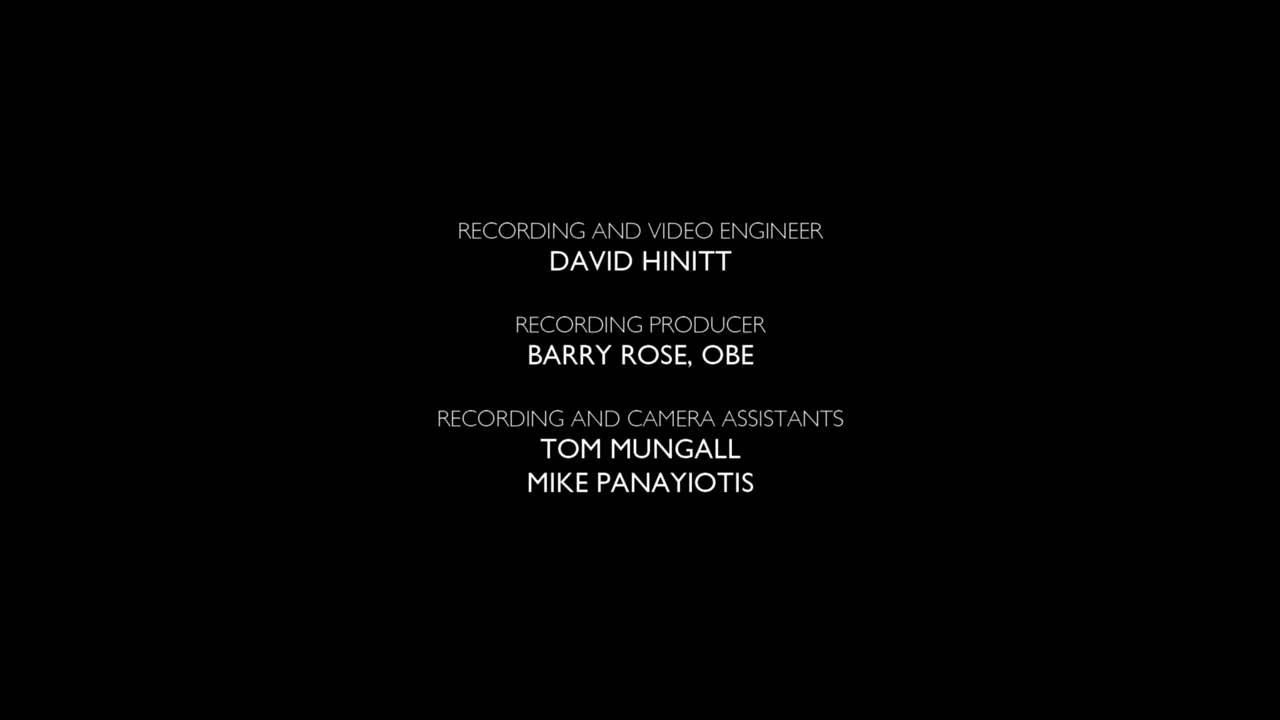 RECORDING AND VIDEO ENGINEER
DAVID HINITT
RECORDING PRODUCER
BARRY ROSE, OBE
RECORDING AND CAMERA ASSISTANTS
TOM MUNGALL
MIKE PANAYIOTIS